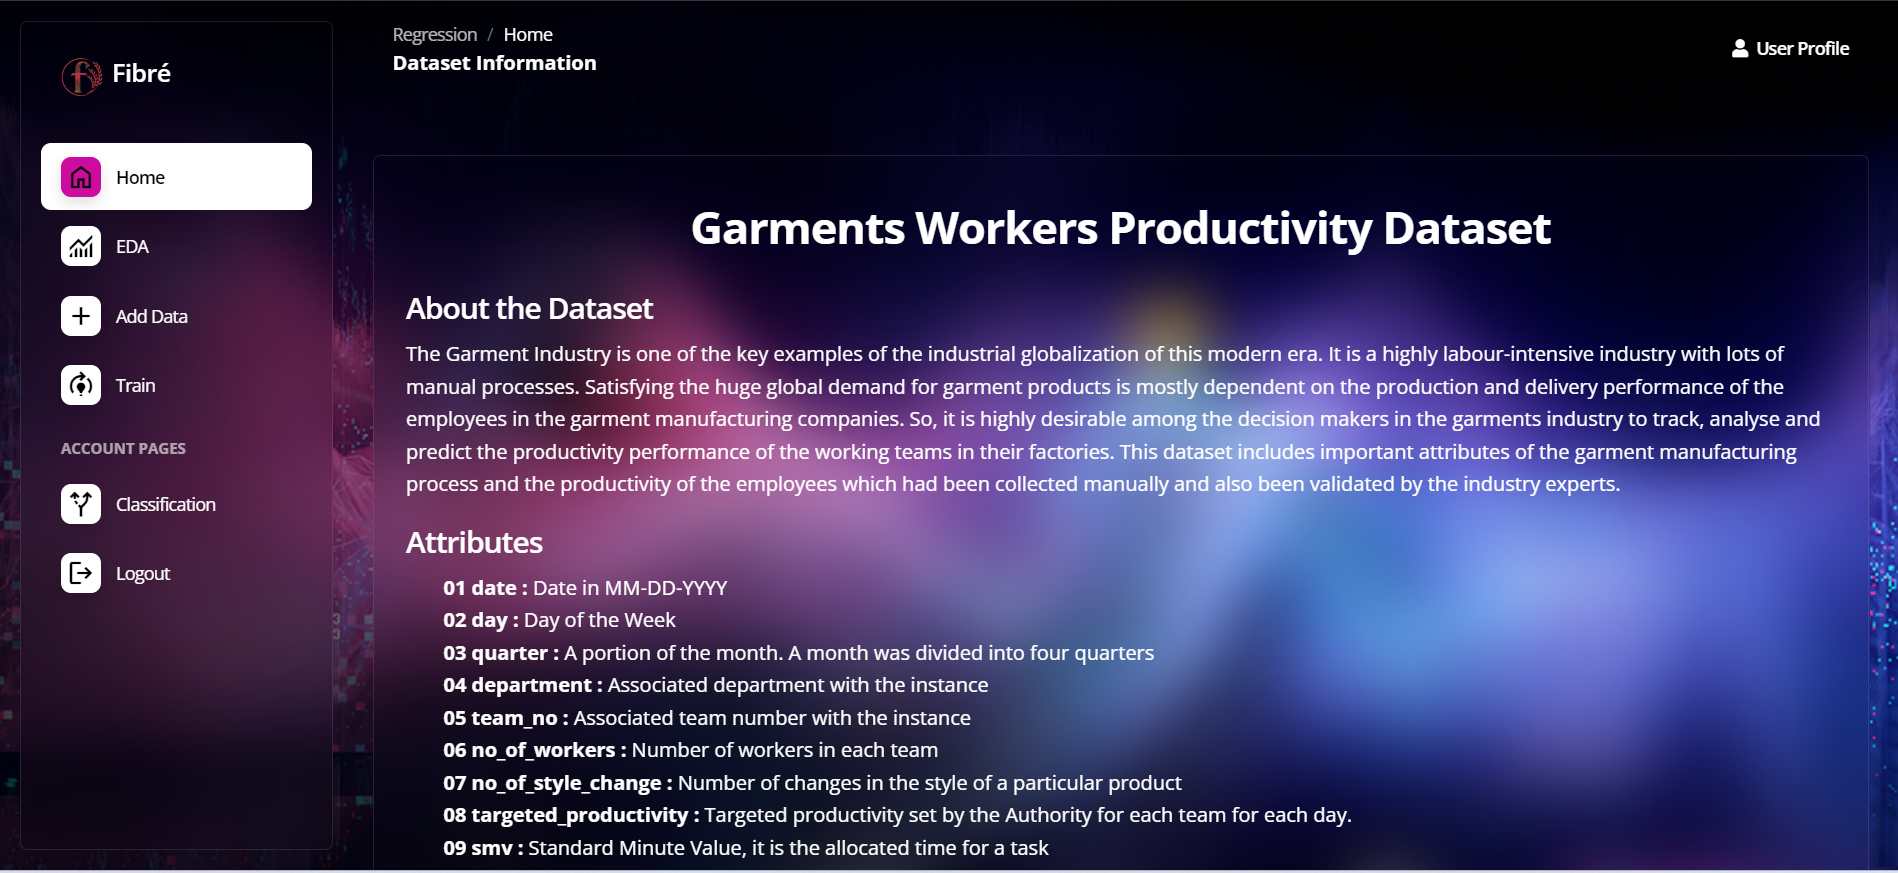 Fibré
Home
EDA
Add Data
Train
ACCOUNT PAGES
Classification
Logout
Regression / Home
Dataset Information
User Profile
Garments Workers Productivity Dataset
About the Dataset
The Garment Industry is one of the key examples of the industrial globalization of this modern era. It is a highly labour-intensive industry with lots of
manual processes. Satisfying the huge global demand for garment products is mostly dependent on the production and delivery performance of the
employees in the garment manufacturing companies. So, it is highly desirable among the decision makers in the garments industry to track, analyse and
predict the productivity performance of the working teams in their factories. This dataset includes important attributes of the garment manufacturing
process and the productivity of the employees which had been collected manually and also been validated by the industry experts.
Attributes
01 date : Date in MM-DD-YYYY
02 day : Day of the Week
03 quarter : A portion of the month. A month was divided into four quarters
04 department : Associated department with the instance
05 team_no : Associated team number with the instance
06 no_of_workers : Number of workers in each team
07 no_of_style_change : Number of changes in the style of a particular product
08 targeted_productivity : Targeted productivity set by the Authority for each team for each day.
09 smv : Standard Minute Value, it is the allocated time for a task